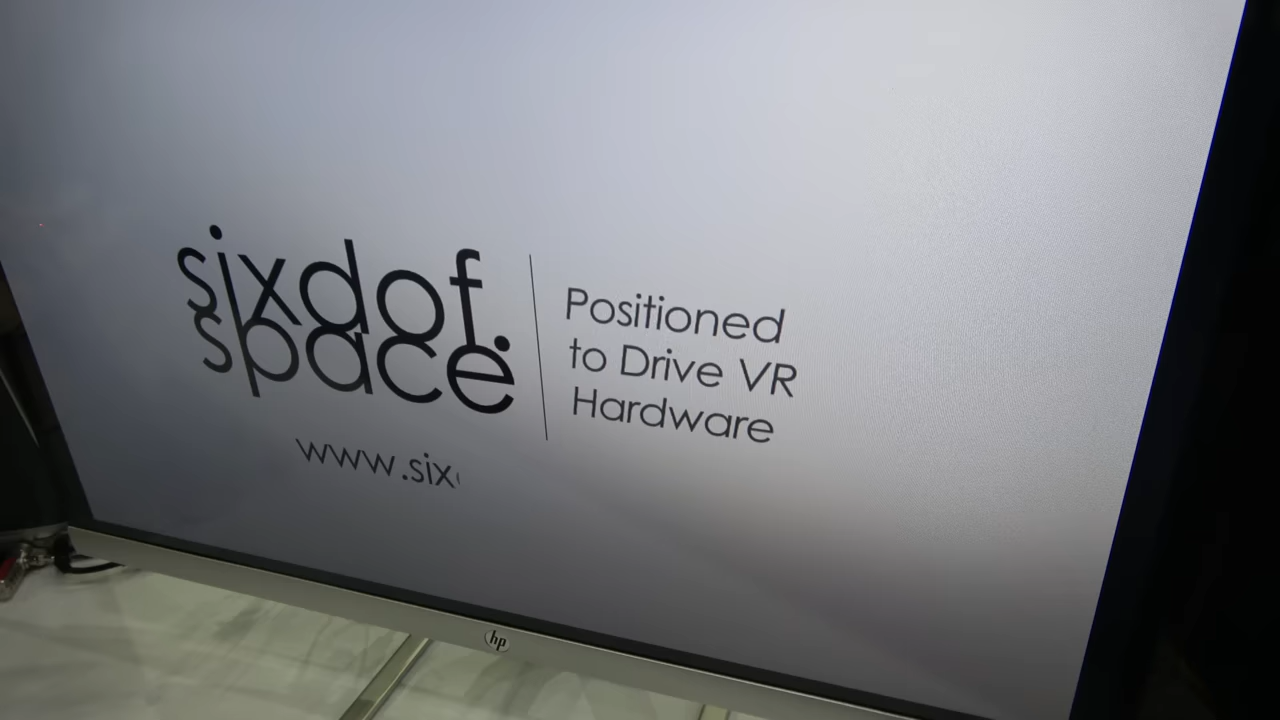 sixdof.
space
Positioned
to Drive VR
Hardware
www.six
hp